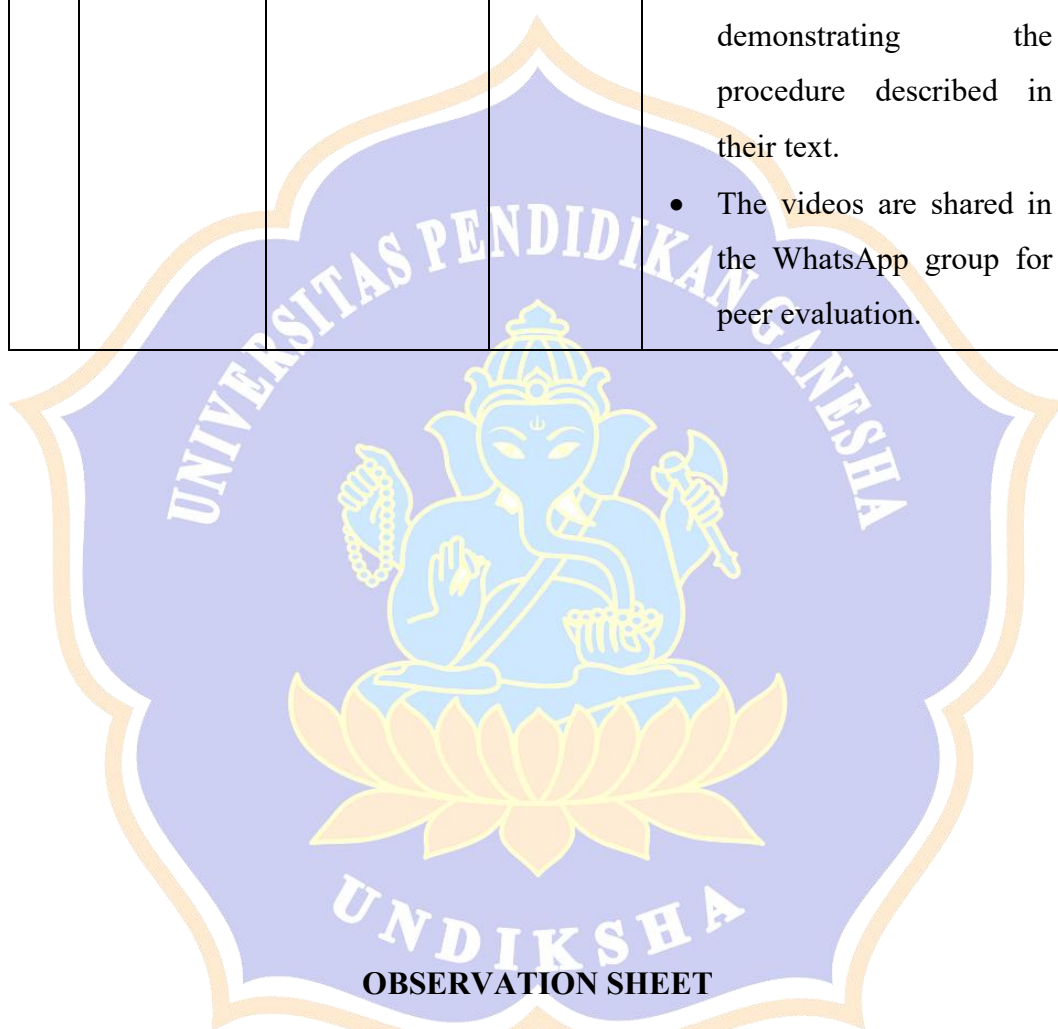 demonstrating the
procedure described in
their text.
• The videos are shared in
the WhatsApp group for
peer evaluation.
UNIVERSITAS PENDIDIKAN GANESHA
UNDIKSHA
OBSERVATION SHEET